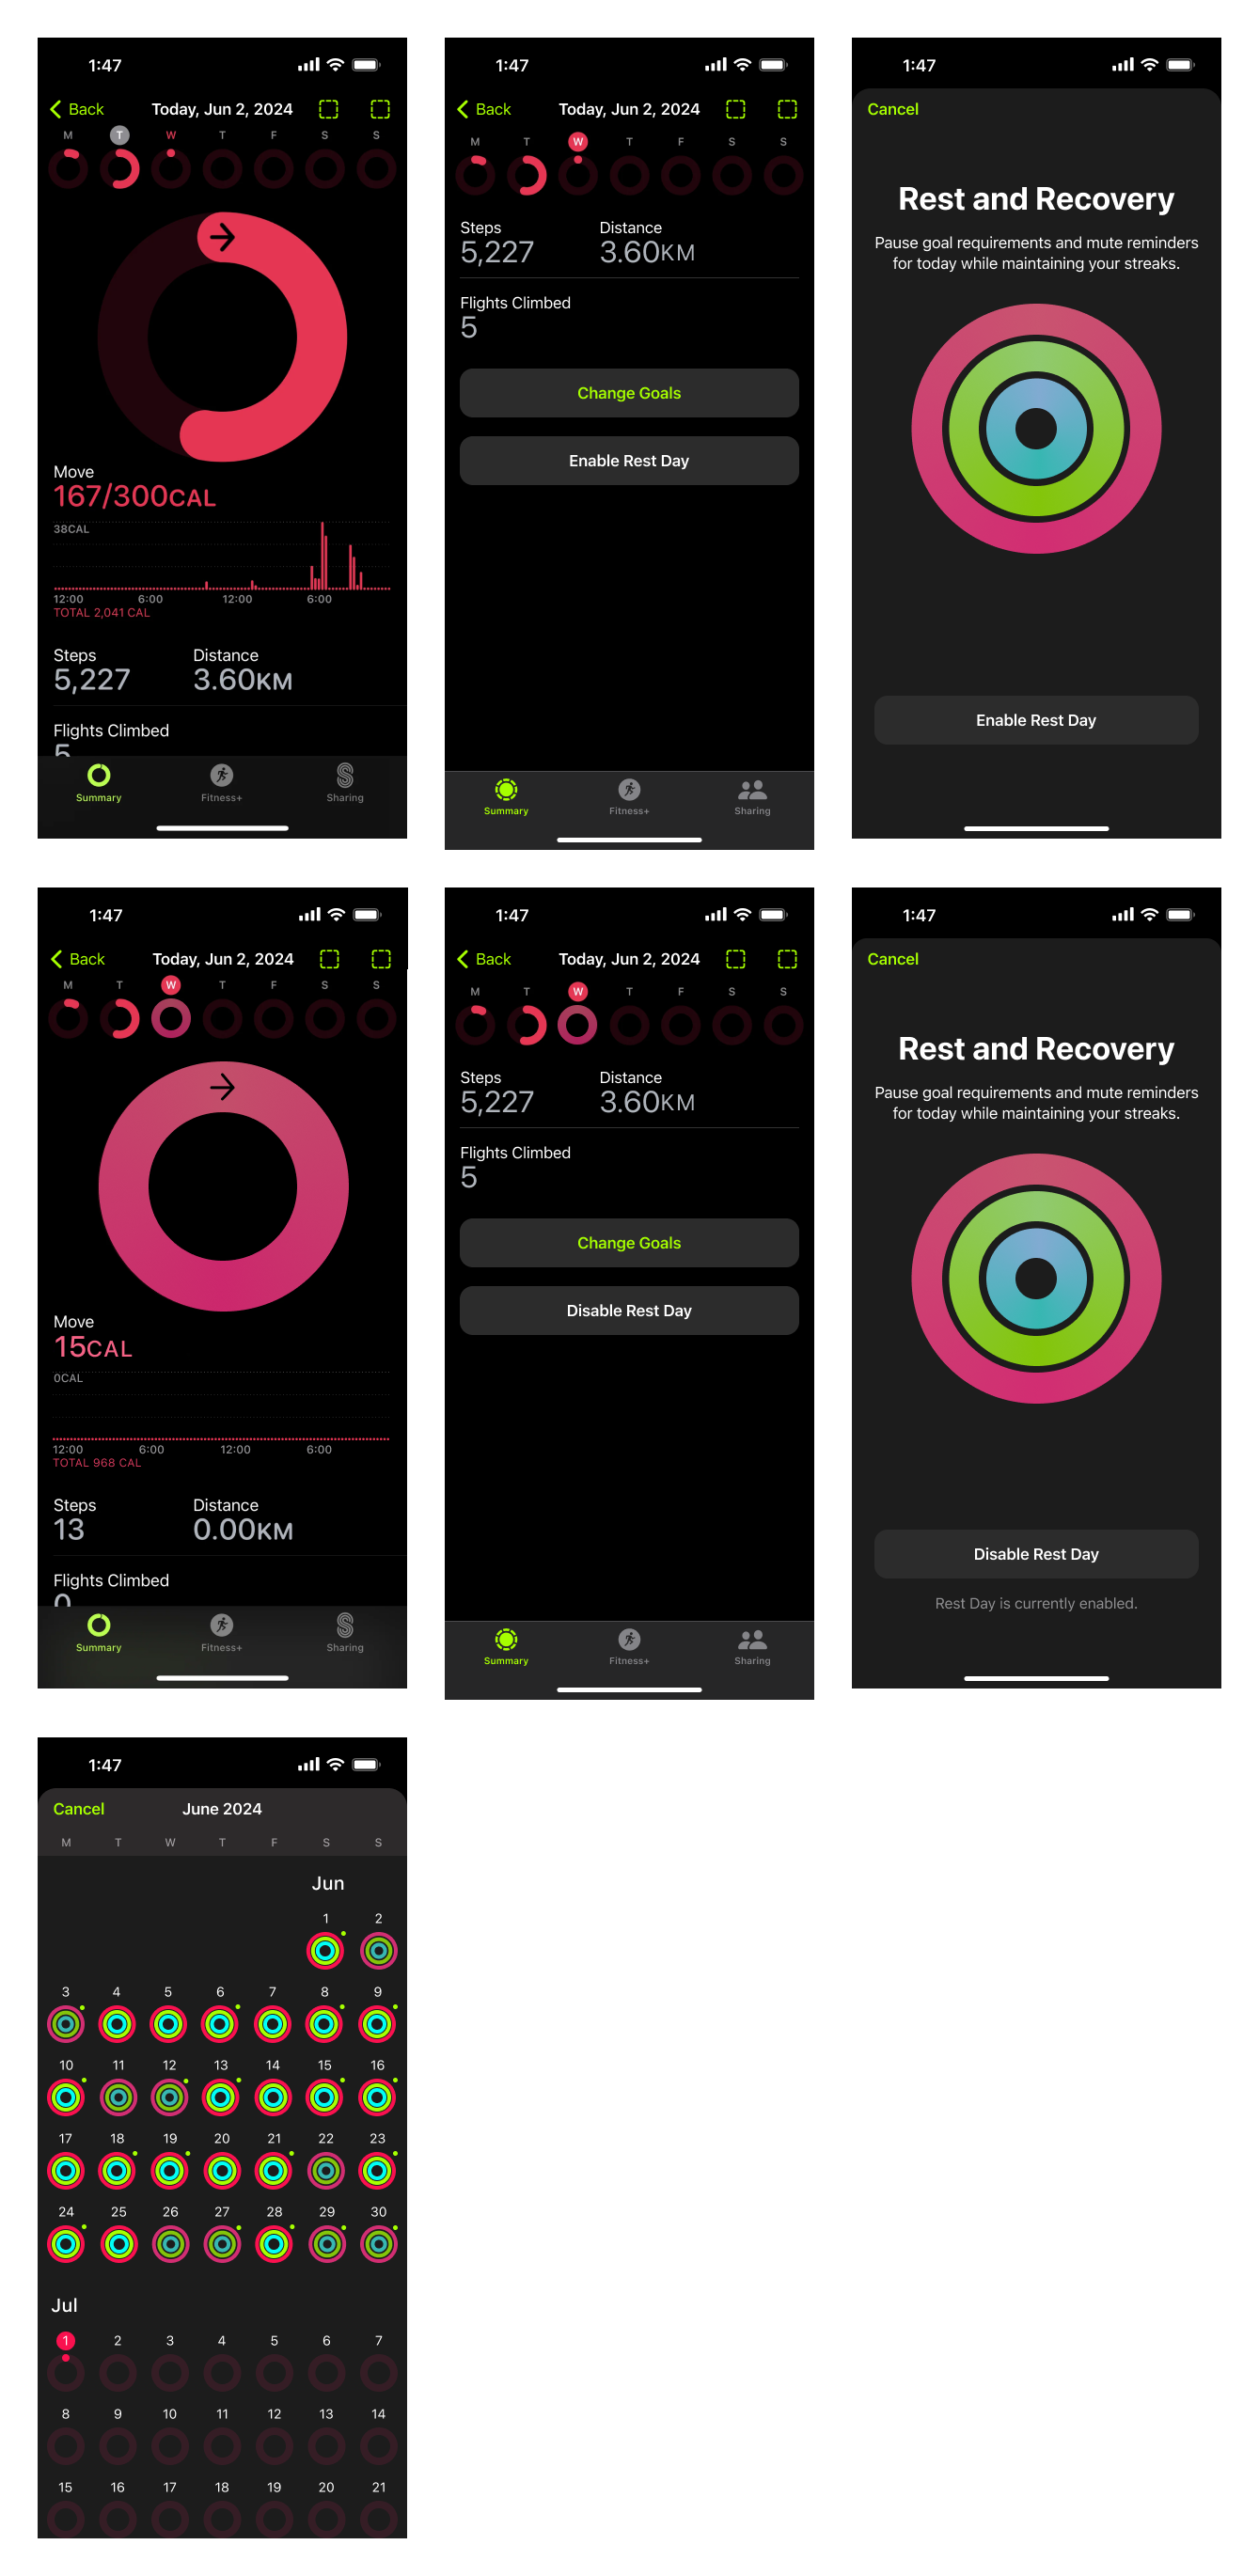 1:47
Back Today, Jun 2, 2024
M T W T F S S
Move
167/300CAL
38CAL
12:00 6:00 12:00 6:00
TOTAL 2,041 CAL
Steps Distance
5,227 3.60KM
Flights Climbed
5
Summary Fitness+ Sharing
1:47
Back Today, Jun 2, 2024
M T W T F S S
Steps Distance
5,227 3.60KM
Flights Climbed
5
Change Goals
Enable Rest Day
Summary Fitness+ Sharing
1:47
Cancel
Rest and Recovery
Pause goal requirements and mute reminders
for today while maintaining your streaks.
Enable Rest Day
1:47
Back Today, Jun 2, 2024
M T W T F S S
Move
15CAL
0CAL
12:00 6:00 12:00 6:00
TOTAL 968 CAL
Steps Distance
13 0.00KM
Flights Climbed
0
Summary Fitness+ Sharing
1:47
Back Today, Jun 2, 2024
M T W T F S S
Steps Distance
5,227 3.60KM
Flights Climbed
5
Change Goals
Disable Rest Day
Summary Fitness+ Sharing
1:47
Cancel
Rest and Recovery
Pause goal requirements and mute reminders
for today while maintaining your streaks.
Disable Rest Day
Rest Day is currently enabled.
1:47
Cancel June 2024
M T W T F S S
Jun
1 2
3 4 5 6 7 8 9
10 11 12 13 14 15 16
17 18 19 20 21 22 23
24 25 26 27 28 29 30
Jul
1 2 3 4 5 6 7
8 9 10 11 12 13 14
15 16 17 18 19 20 21